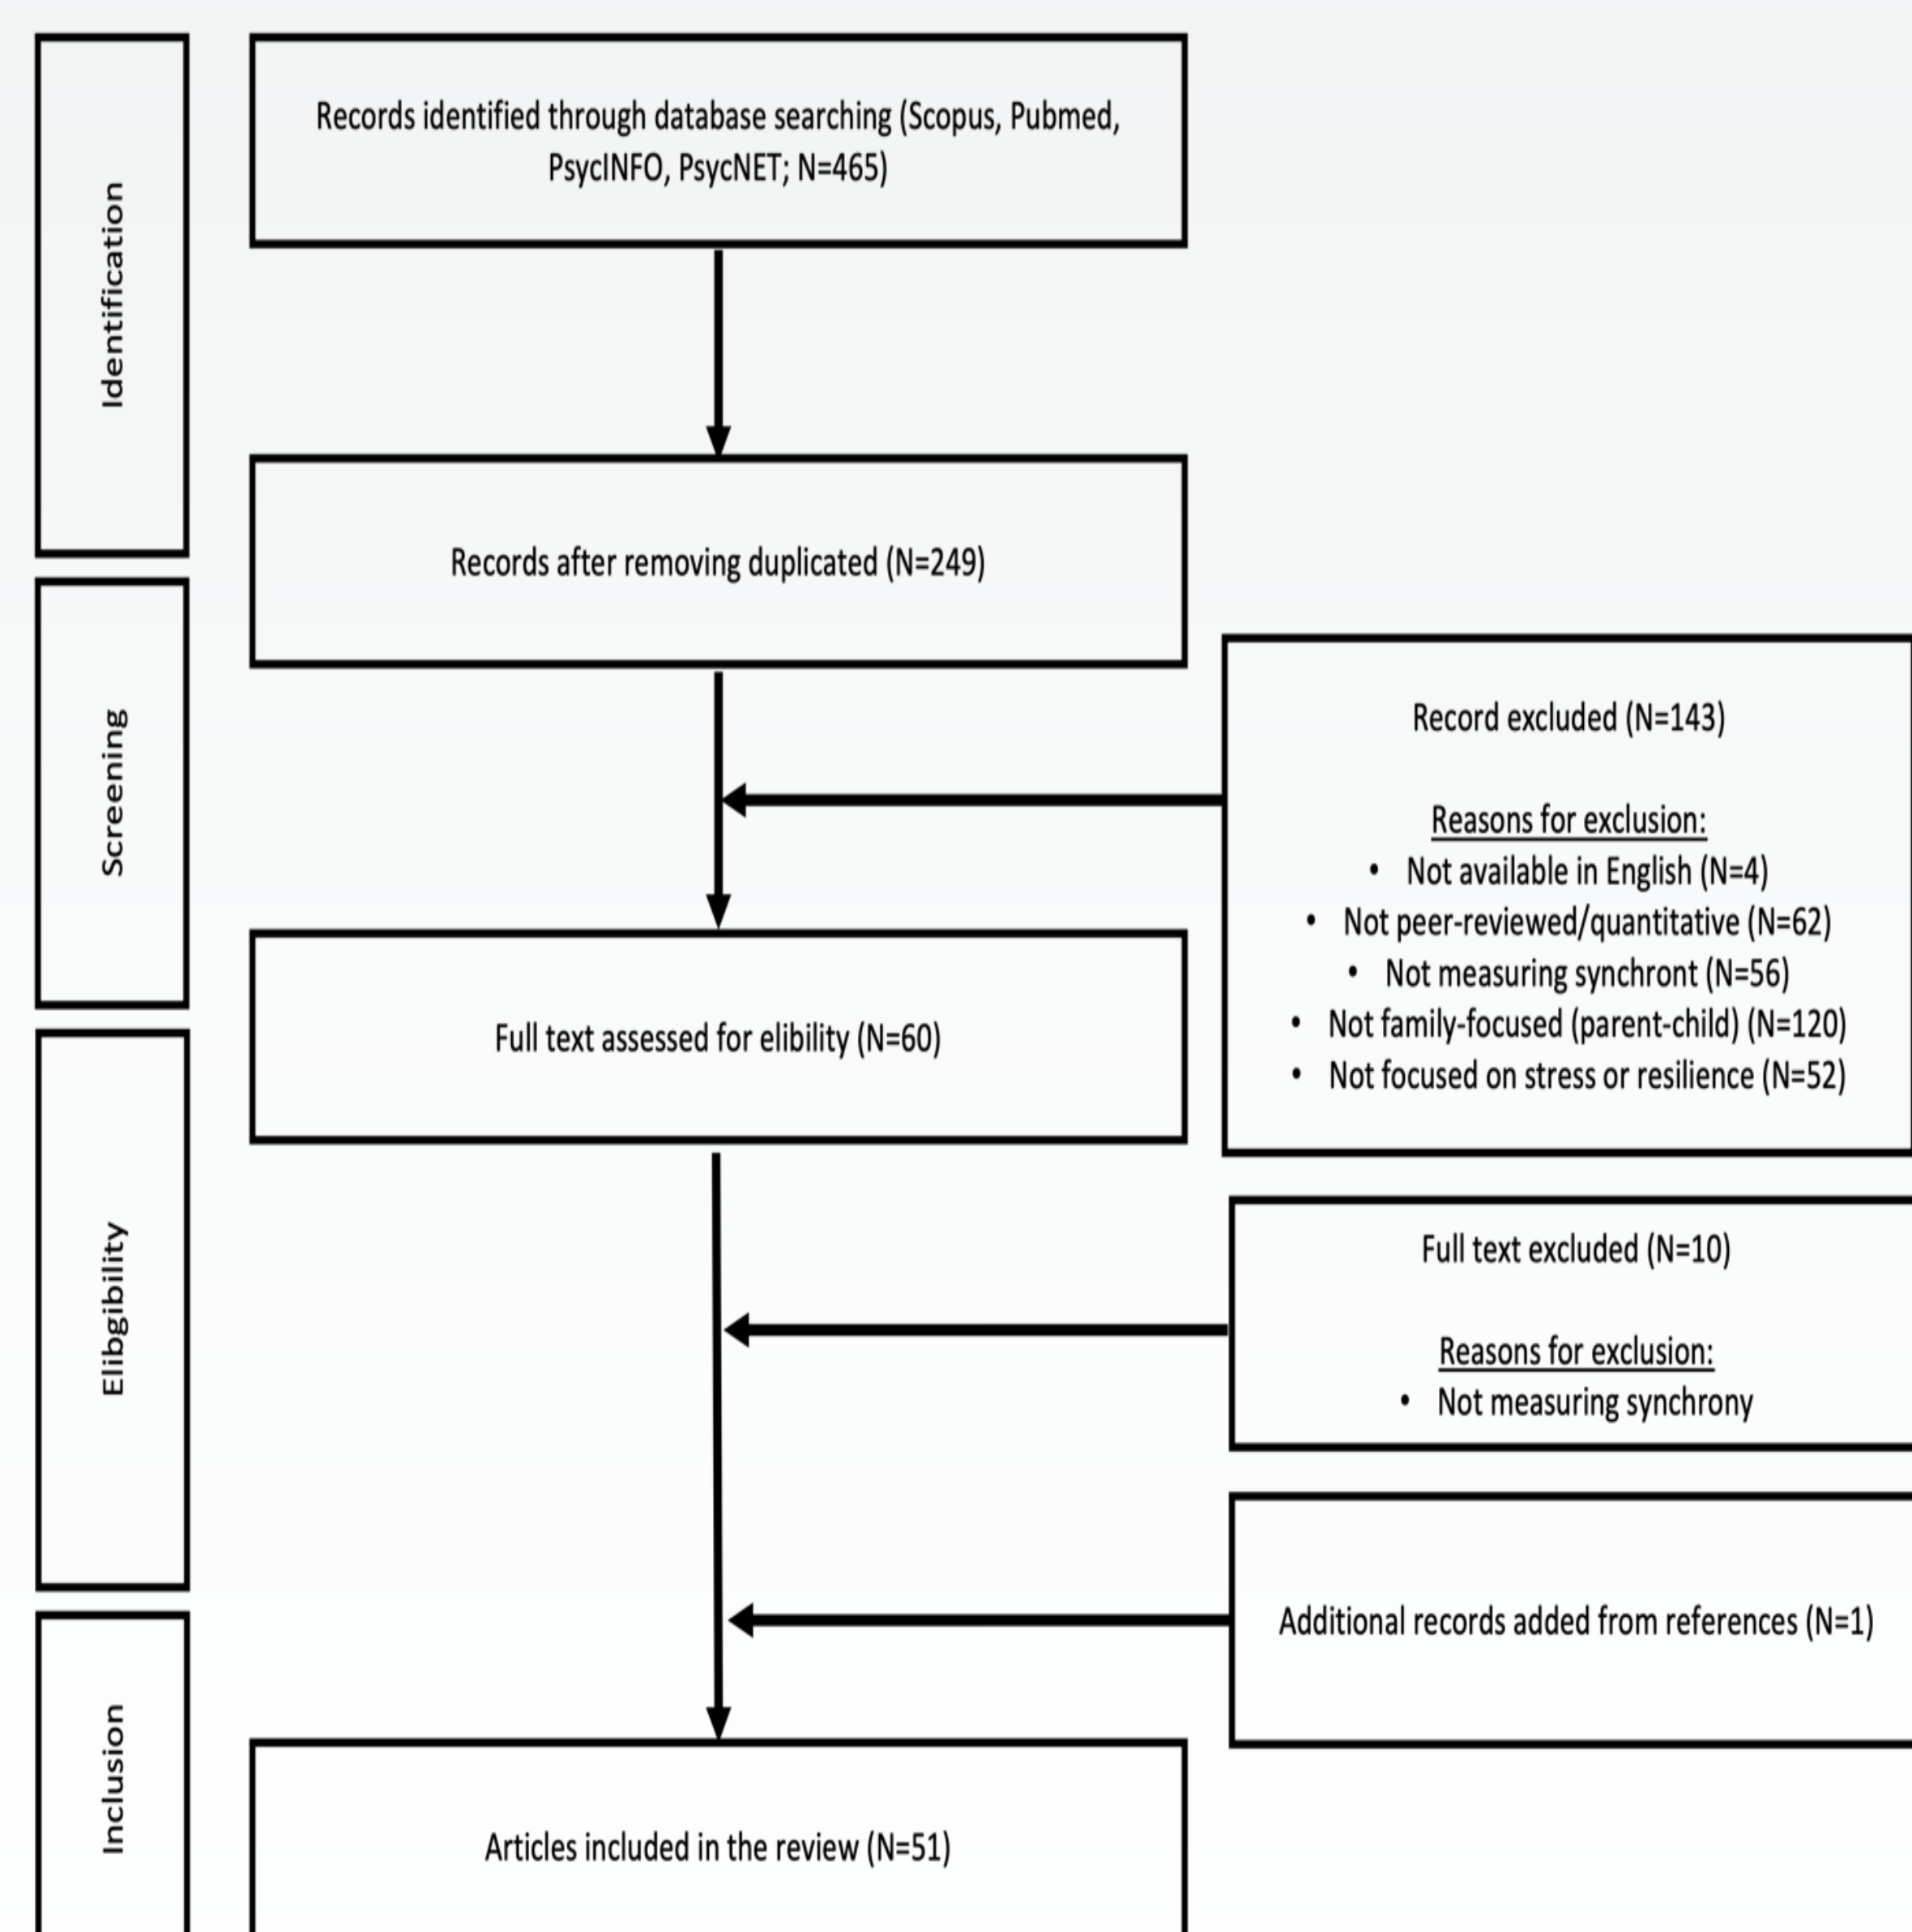 Identification
Records identified through database searching (Scopus, Pubmed,
PsycINFO, PsycNET; N=465)
Records after removing duplicated (N=249)
Screening
Record excluded (N=143)
Reasons for exclusion:
• Not available in English (N=4)
• Not peer-reviewed/quantitative (N=62)
• Not measuring synchront (N=56)
• Not family-focused (parent-child) (N=120)
• Not focused on stress or resilience (N=52)
Full text assessed for elibility (N=60)
Elibgibility
Full text excluded (N=10)
Reasons for exclusion:
• Not measuring synchrony
Additional records added from references (N=1)
Inclusion
Articles included in the review (N=51)